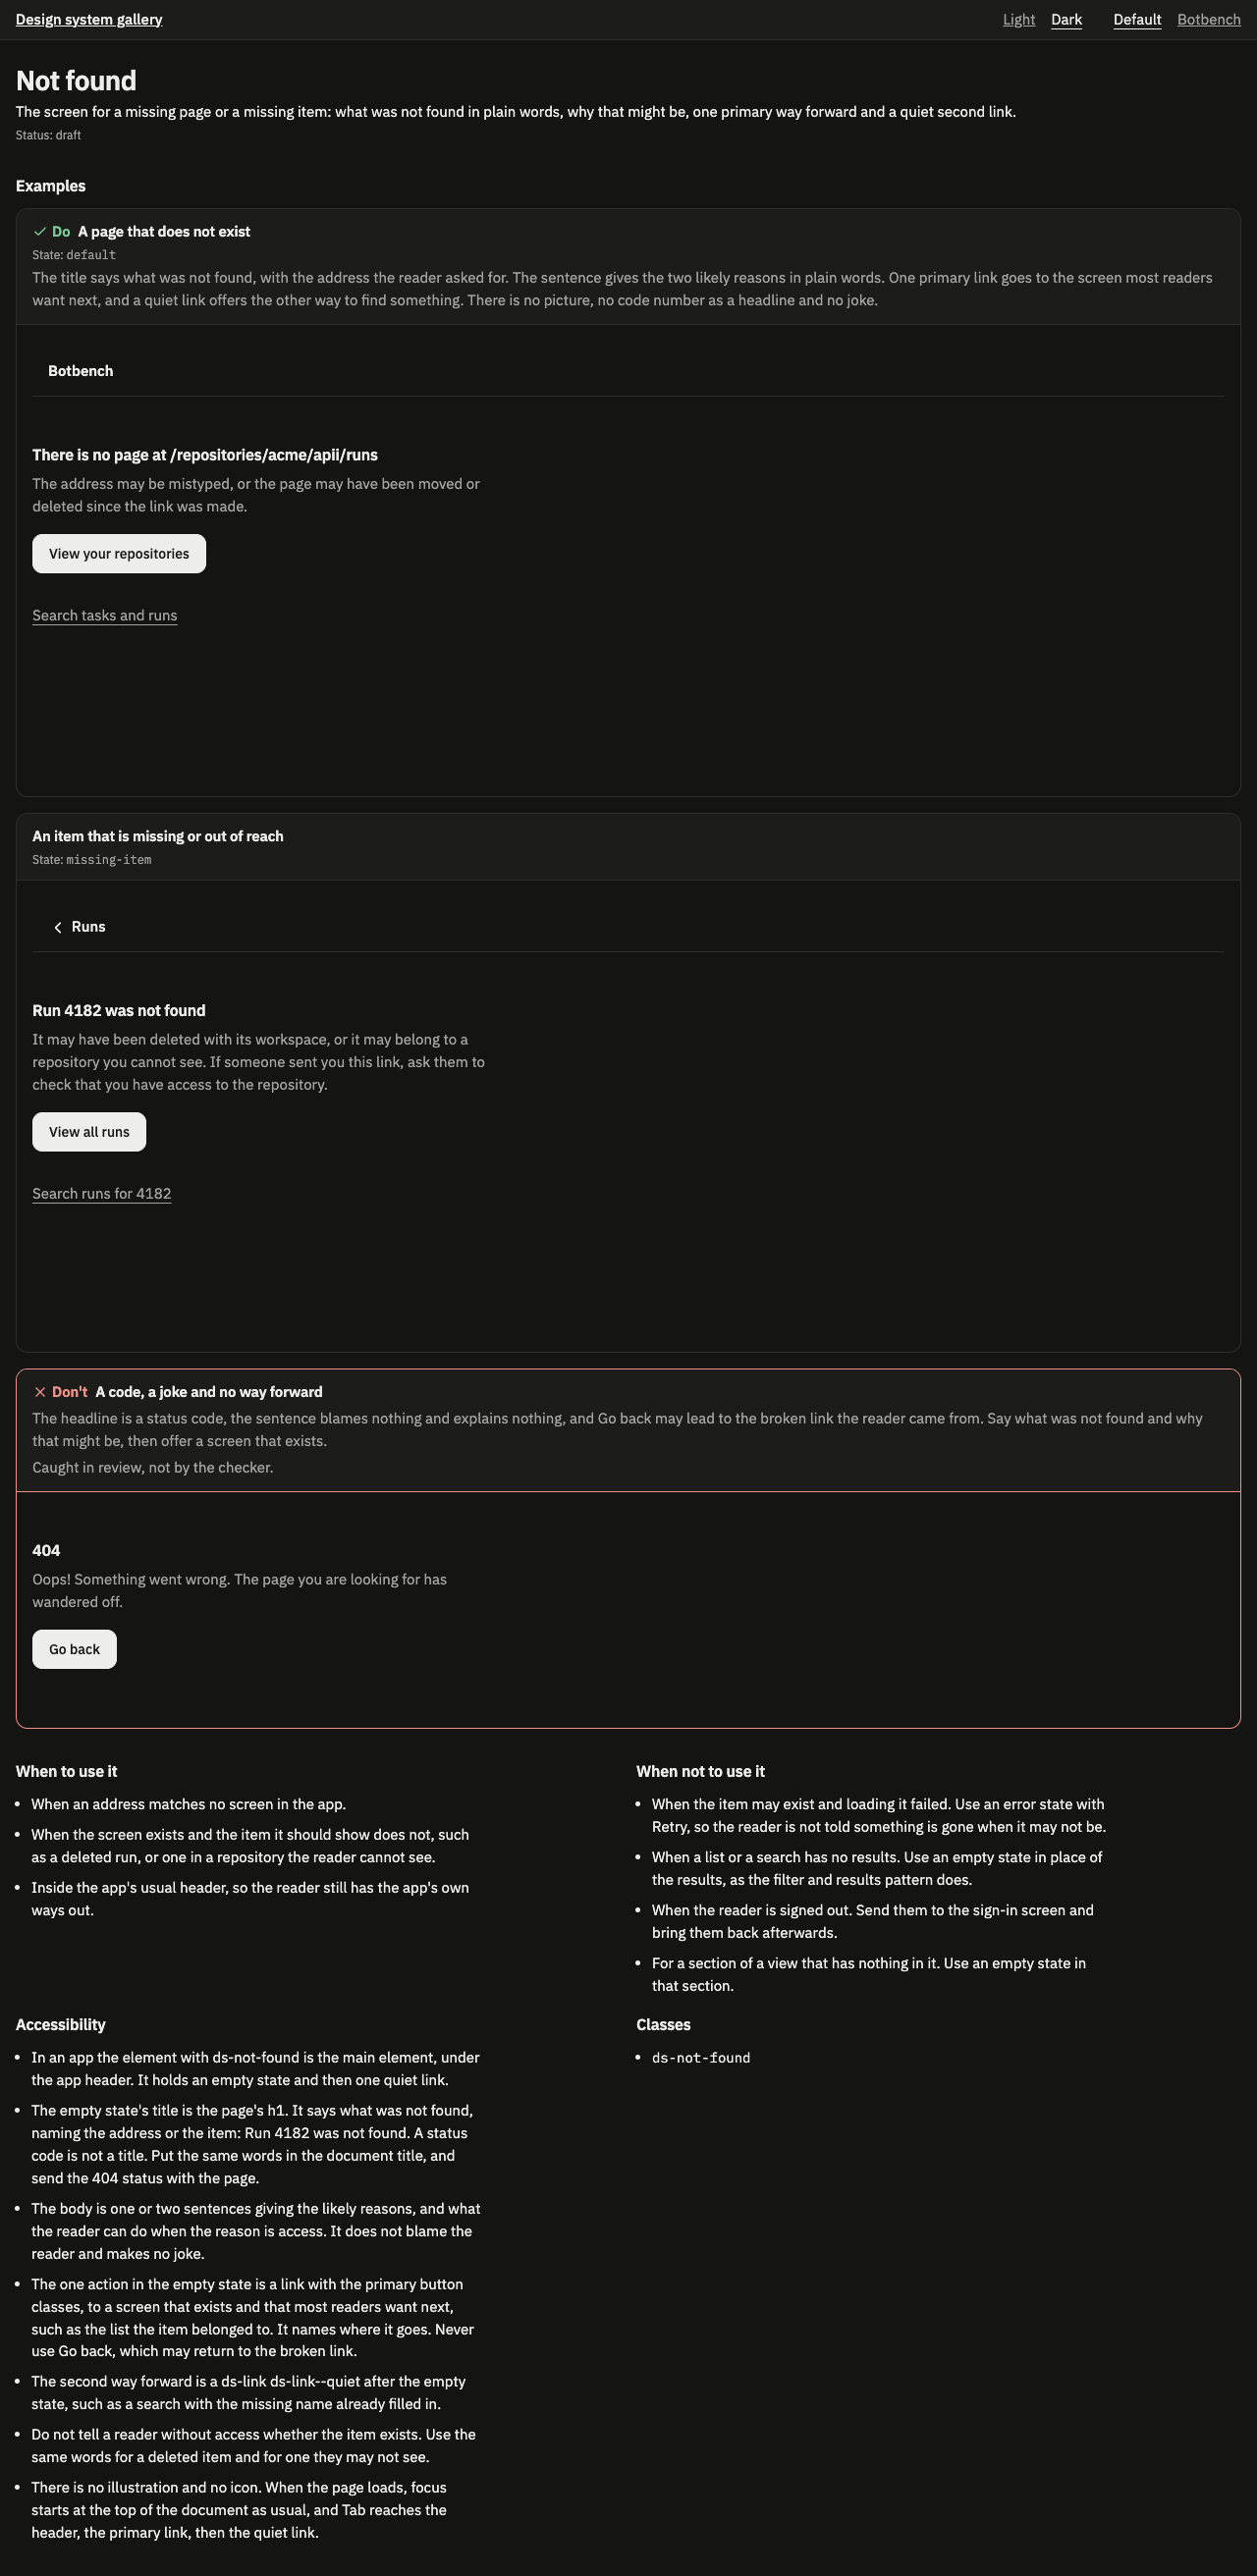 Design system gallery
Light Dark Default Botbench
Not found
The screen for a missing page or a missing item: what was not found in plain words, why that might be, one primary way forward and a quiet second link.
Status: draft
Examples
Do A page that does not exist
State: default
The title says what was not found, with the address the reader asked for. The sentence gives the two likely reasons in plain words. One primary link goes to the screen most readers
want next, and a quiet link offers the other way to find something. There is no picture, no code number as a headline and no joke.
Botbench
There is no page at /repositories/acme/apii/runs
The address may be mistyped, or the page may have been moved or
deleted since the link was made.
View your repositories
Search tasks and runs
An item that is missing or out of reach
State: missing-item
Runs
Run 4182 was not found
It may have been deleted with its workspace, or it may belong to a
repository you cannot see. If someone sent you this link, ask them to
check that you have access to the repository.
View all runs
Search runs for 4182
Don't A code, a joke and no way forward
The headline is a status code, the sentence blames nothing and explains nothing, and Go back may lead to the broken link the reader came from. Say what was not found and why
that might be, then offer a screen that exists.
Caught in review, not by the checker.
404
Oops! Something went wrong. The page you are looking for has
wandered off.
Go back
When to use it
• When an address matches no screen in the app.
• When the screen exists and the item it should show does not, such
as a deleted run, or one in a repository the reader cannot see.
• Inside the app's usual header, so the reader still has the app's own
ways out.
When not to use it
• When the item may exist and loading it failed. Use an error state with
Retry, so the reader is not told something is gone when it may not be.
• When a list or a search has no results. Use an empty state in place of
the results, as the filter and results pattern does.
• When the reader is signed out. Send them to the sign-in screen and
bring them back afterwards.
• For a section of a view that has nothing in it. Use an empty state in
that section.
Accessibility
• In an app the element with ds-not-found is the main element, under
the app header. It holds an empty state and then one quiet link.
• The empty state's title is the page's h1. It says what was not found,
naming the address or the item: Run 4182 was not found. A status
code is not a title. Put the same words in the document title, and
send the 404 status with the page.
• The body is one or two sentences giving the likely reasons, and what
the reader can do when the reason is access. It does not blame the
reader and makes no joke.
• The one action in the empty state is a link with the primary button
classes, to a screen that exists and that most readers want next,
such as the list the item belonged to. It names where it goes. Never
use Go back, which may return to the broken link.
• The second way forward is a ds-link ds-link--quiet after the empty
state, such as a search with the missing name already filled in.
• Do not tell a reader without access whether the item exists. Use the
same words for a deleted item and for one they may not see.
• There is no illustration and no icon. When the page loads, focus
starts at the top of the document as usual, and Tab reaches the
header, the primary link, then the quiet link.
Classes
• ds-not-found